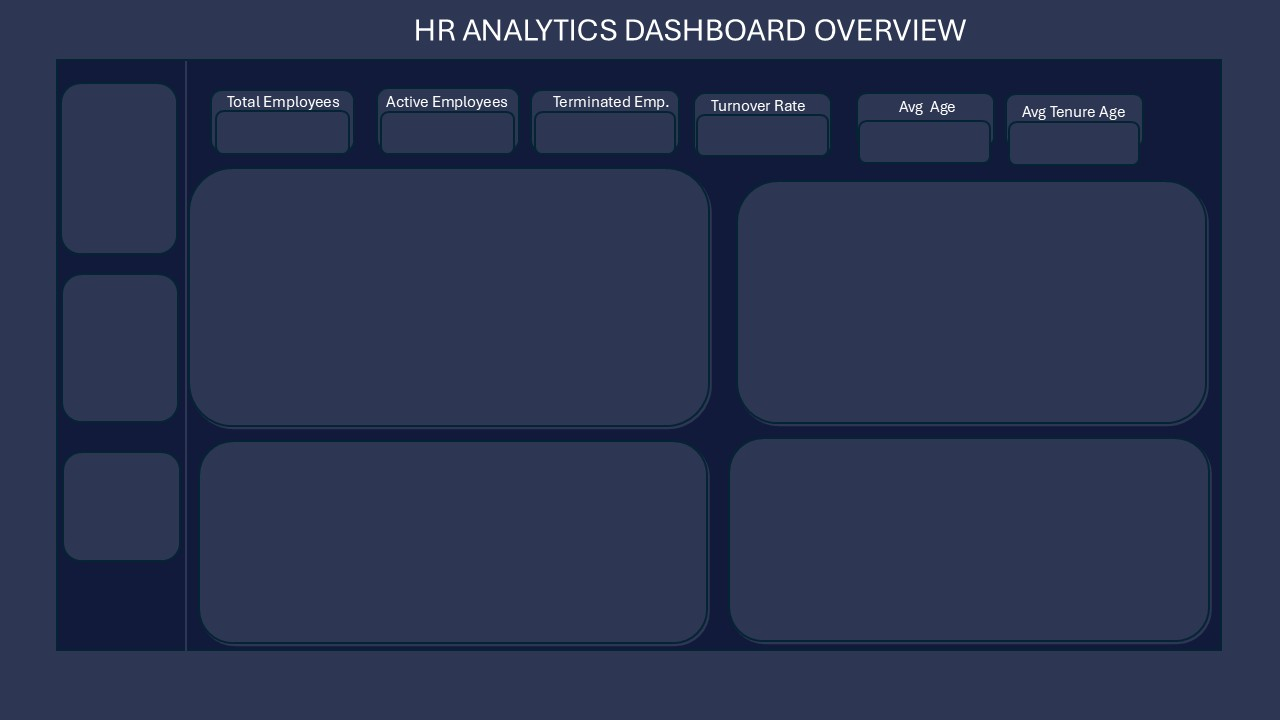 HR ANALYTICS DASHBOARD OVERVIEW
Total Employees
Active Employees
Terminated Emp.
Turnover Rate
Avg  Age
Avg Tenure Age